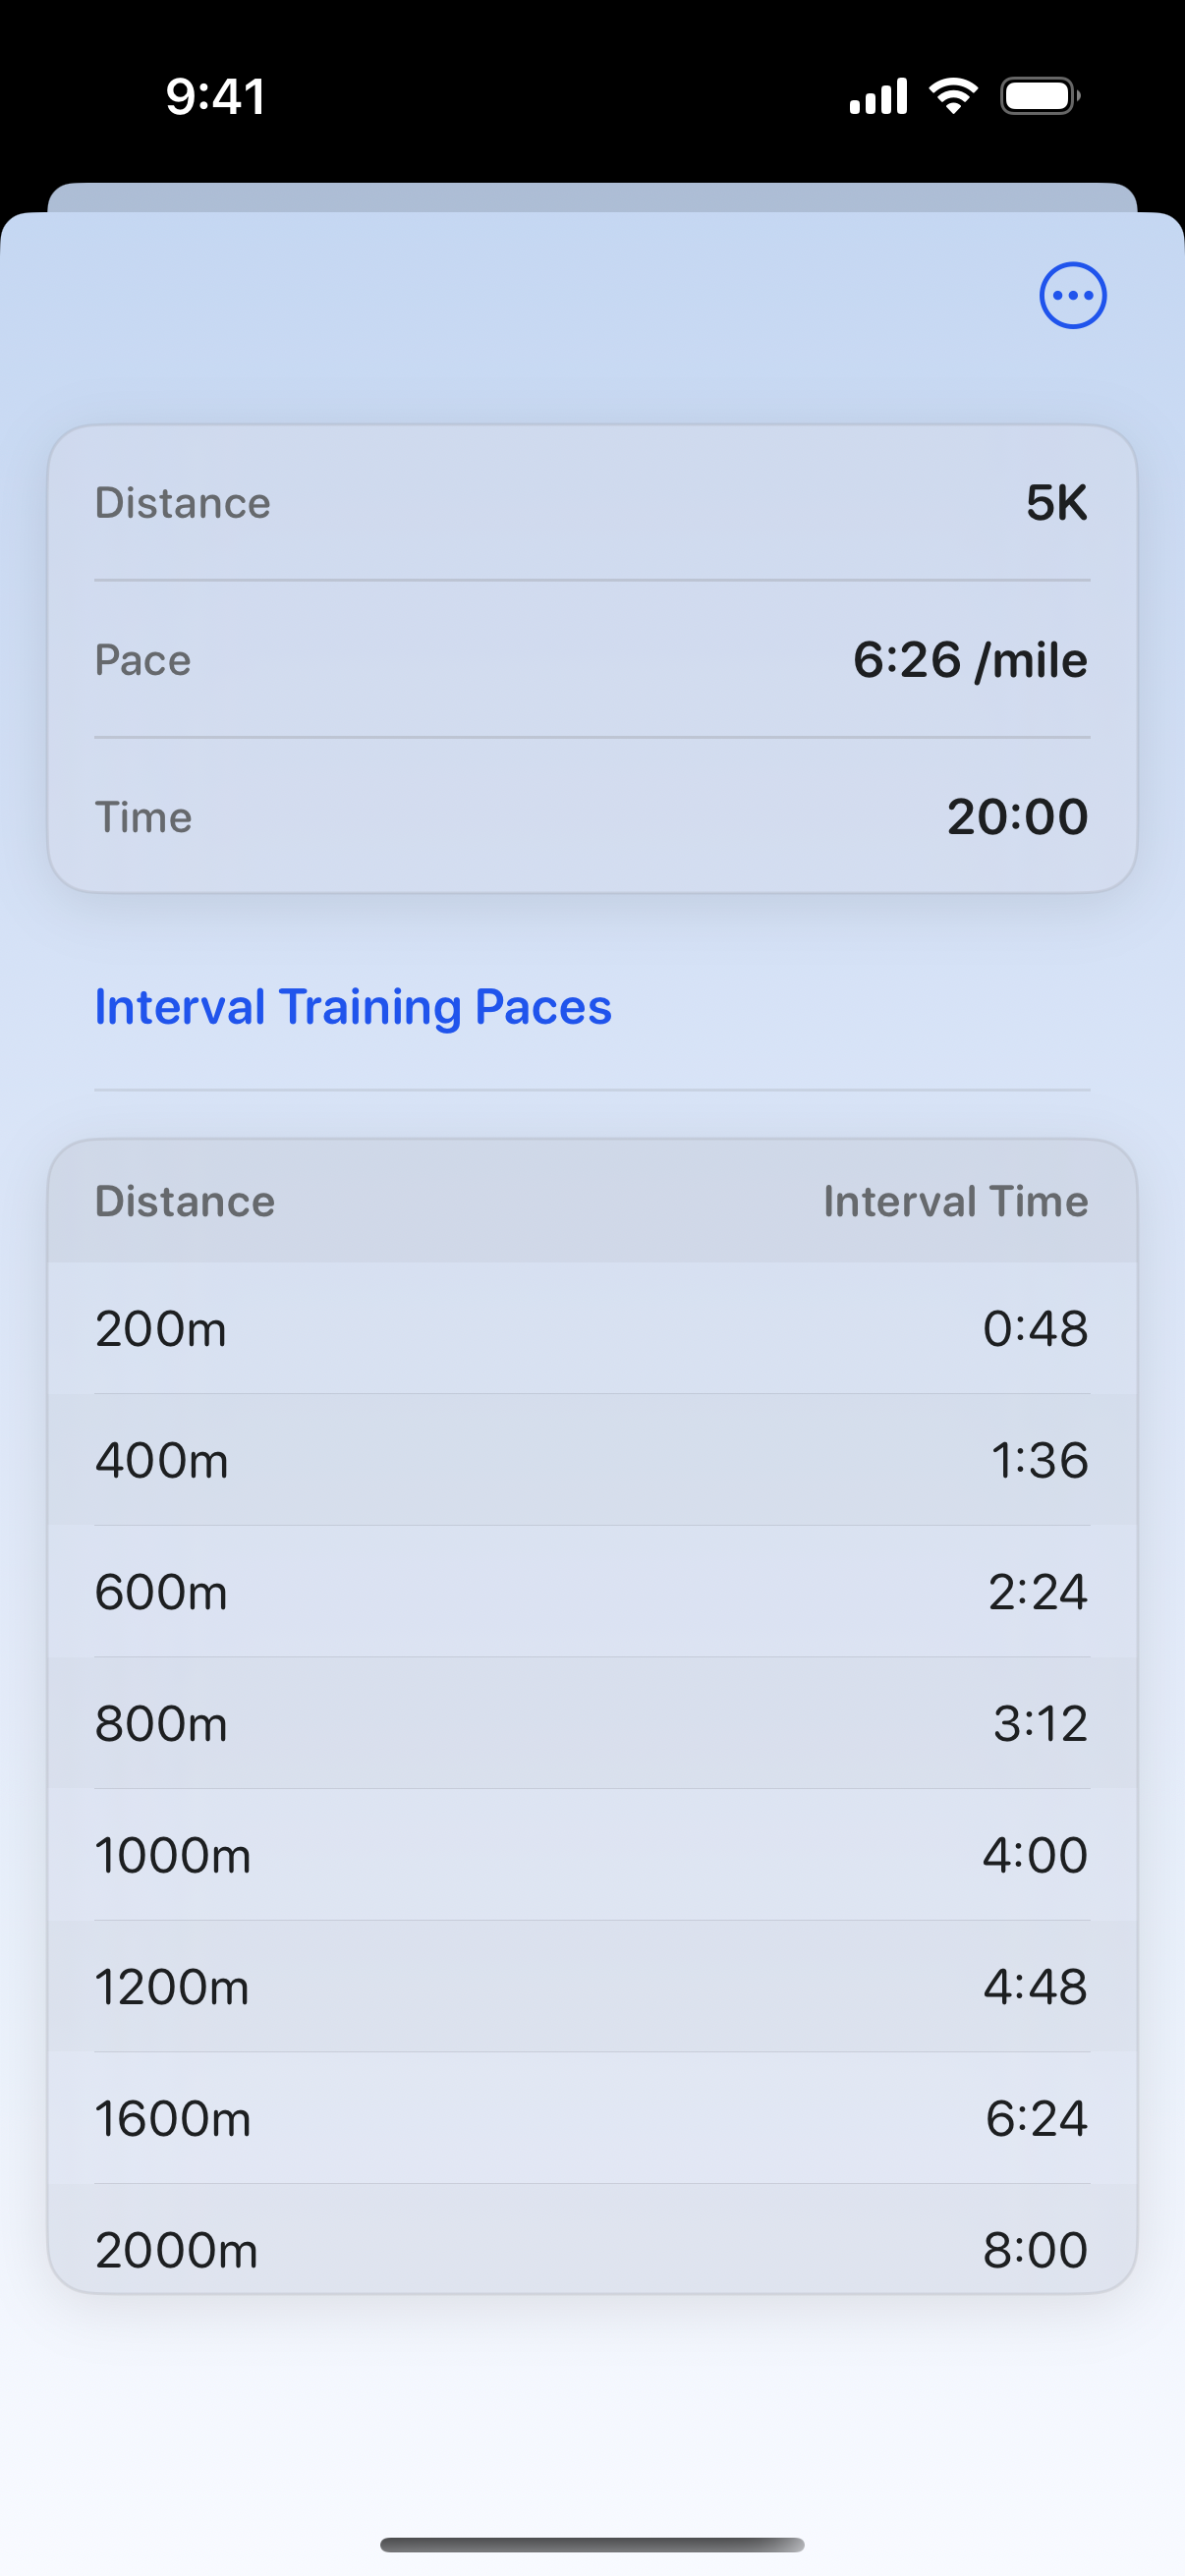 9:41
Distance 5K
Pace 6:26 /mile
Time 20:00
Interval Training Paces
Distance Interval Time
200m 0:48
400m 1:36
600m 2:24
800m 3:12
1000m 4:00
1200m 4:48
1600m 6:24
2000m 8:00